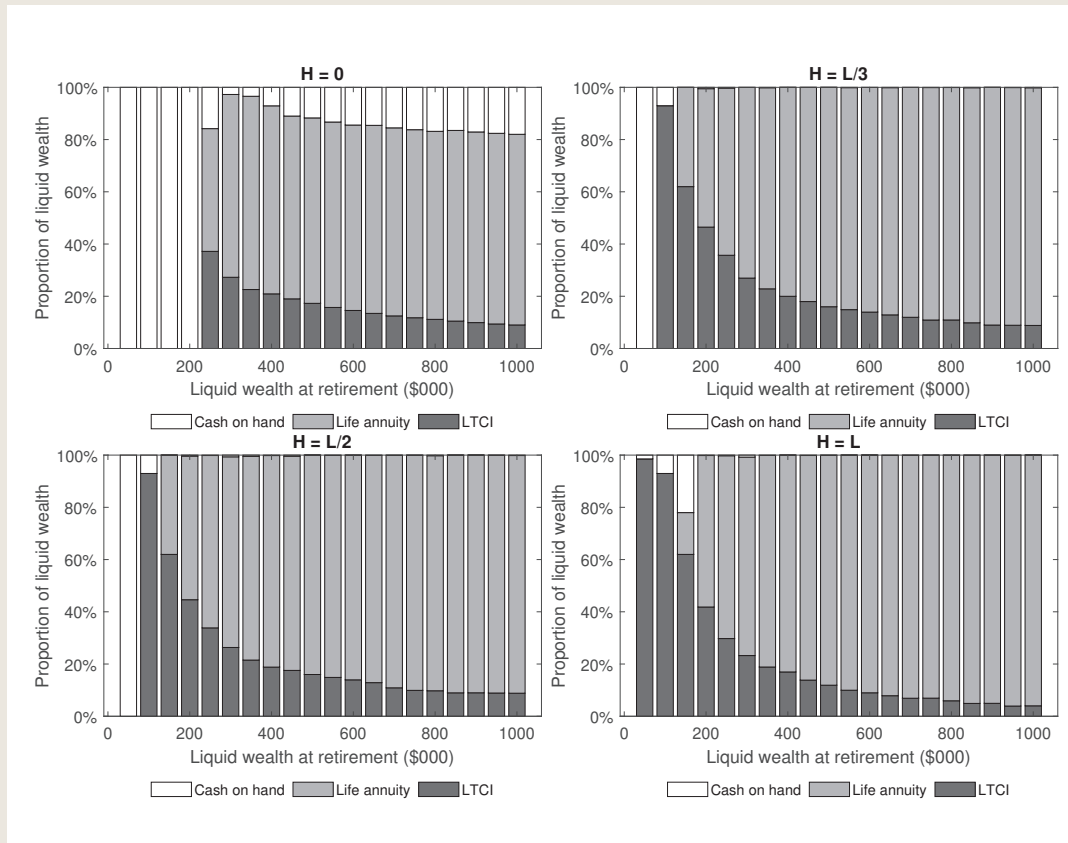 H = 0
100%
80%
60%
40%
20%
0%
Proportion of liquid wealth
0 200 400 600 800 1000
Liquid wealth at retirement ($000)
Cash on hand Life annuity LTCI
H = L/3
100%
80%
60%
40%
20%
0%
Proportion of liquid wealth
0 200 400 600 800 1000
Liquid wealth at retirement ($000)
Cash on hand Life annuity LTCI
H = L/2
100%
80%
60%
40%
20%
0%
Proportion of liquid wealth
0 200 400 600 800 1000
Liquid wealth at retirement ($000)
Cash on hand Life annuity LTCI
H = L
100%
80%
60%
40%
20%
0%
Proportion of liquid wealth
0 200 400 600 800 1000
Liquid wealth at retirement ($000)
Cash on hand Life annuity LTCI